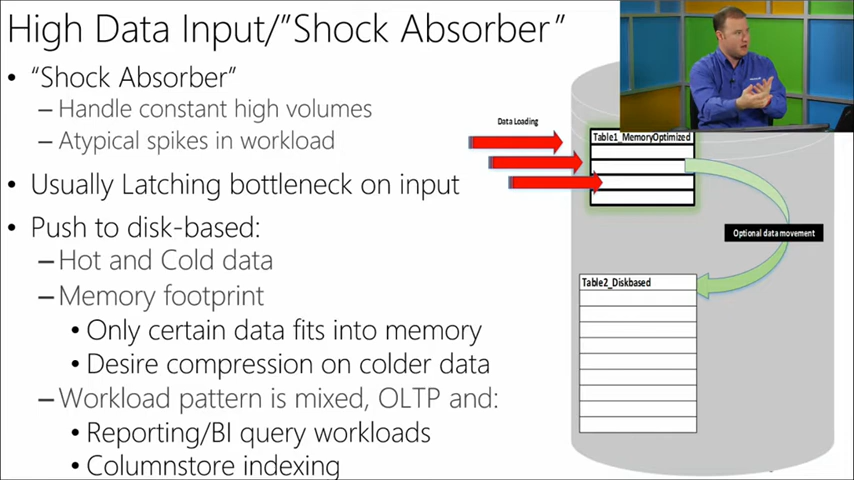 High Data Input/"Shock Absorber"
• "Shock Absorber"
– Handle constant high volumes
– Atypical spikes in workload
• Usually Latching bottleneck on input
• Push to disk-based:
– Hot and Cold data
– Memory footprint
• Only certain data fits into memory
• Desire compression on colder data
– Workload pattern is mixed, OLTP and:
• Reporting/BI query workloads
• Columnstore indexing
Data Loading
Table1_MemoryOptimized
Optional data movement
Table2_Diskbased